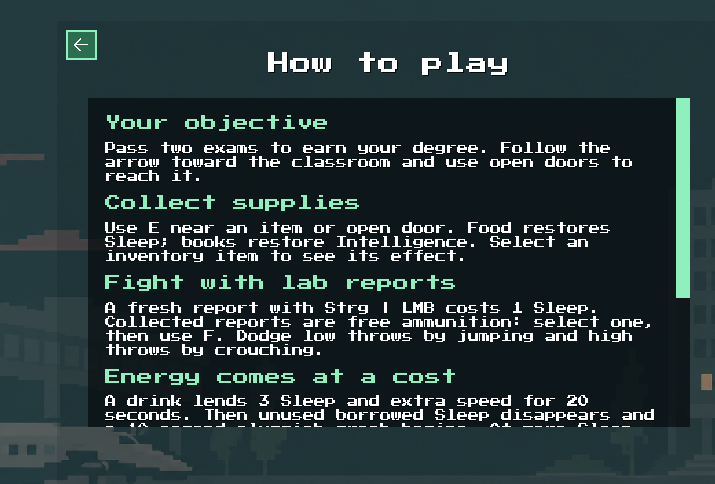 How to play
Your objective
Pass two exams to earn your degree. Follow the
arrow toward the classroom and use open doors to
reach it.
Collect supplies
Use E near an item or open door. Food restores
Sleep; books restore Intelligence. Select an
inventory item to see its effect.
Fight with lab reports
A fresh report with Strg | LMB costs 1 Sleep.
Collected reports are free ammunition: select one,
then use F. Dodge low throws by jumping and high
throws by crouching.
Energy comes at a cost
A drink lends 3 Sleep and extra speed for 20
seconds. Then unused borrowed Sleep disappears and